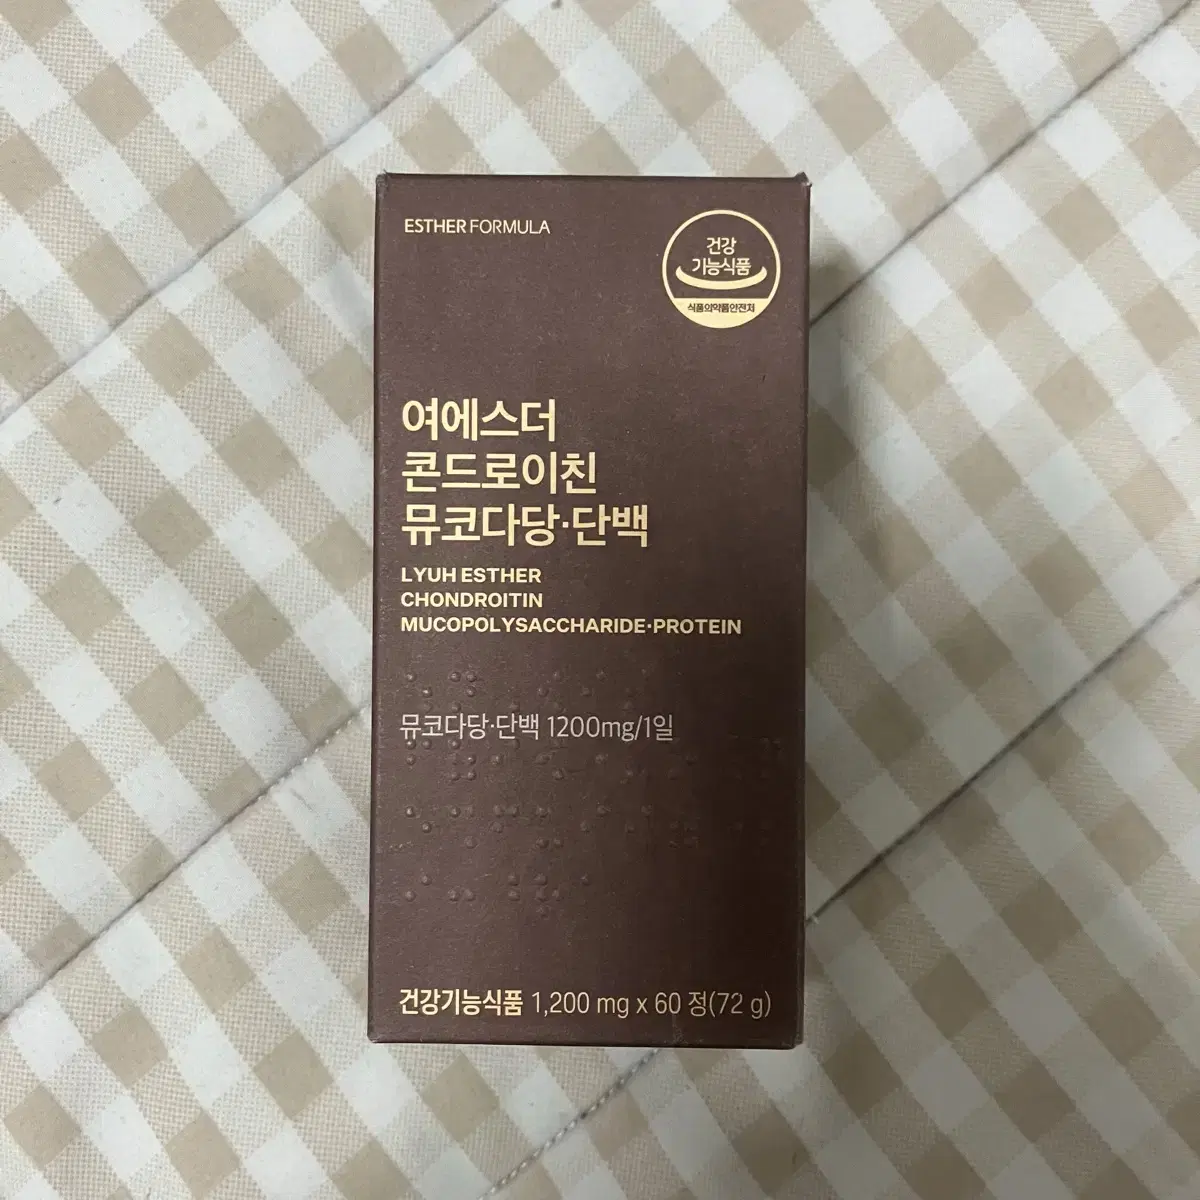 ESTHER FORMULA
건강
기능식품
식품의약품안전처
여에스더
콘드로이친
뮤코다당·단백
LYUH ESTHER
CHONDROITIN
MUCOPOLYSACCHARIDE·PROTEIN
뮤코다당·단백 1200mg/1일
건강기능식품 1,200 mg x 60 정(72 g)